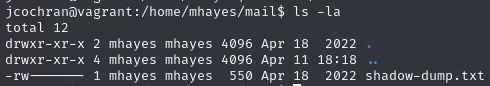 jcochran@vagrant:/home/mhayes/mail$ ls -la
total 12
drwxr-xr-x 2 mhayes mhayes 4096 Apr 18  2022 .
drwxr-xr-x 4 mhayes mhayes 4096 Apr 11 18:18 ..
-rw------- 1 mhayes mhayes  550 Apr 18  2022 shadow-dump.txt